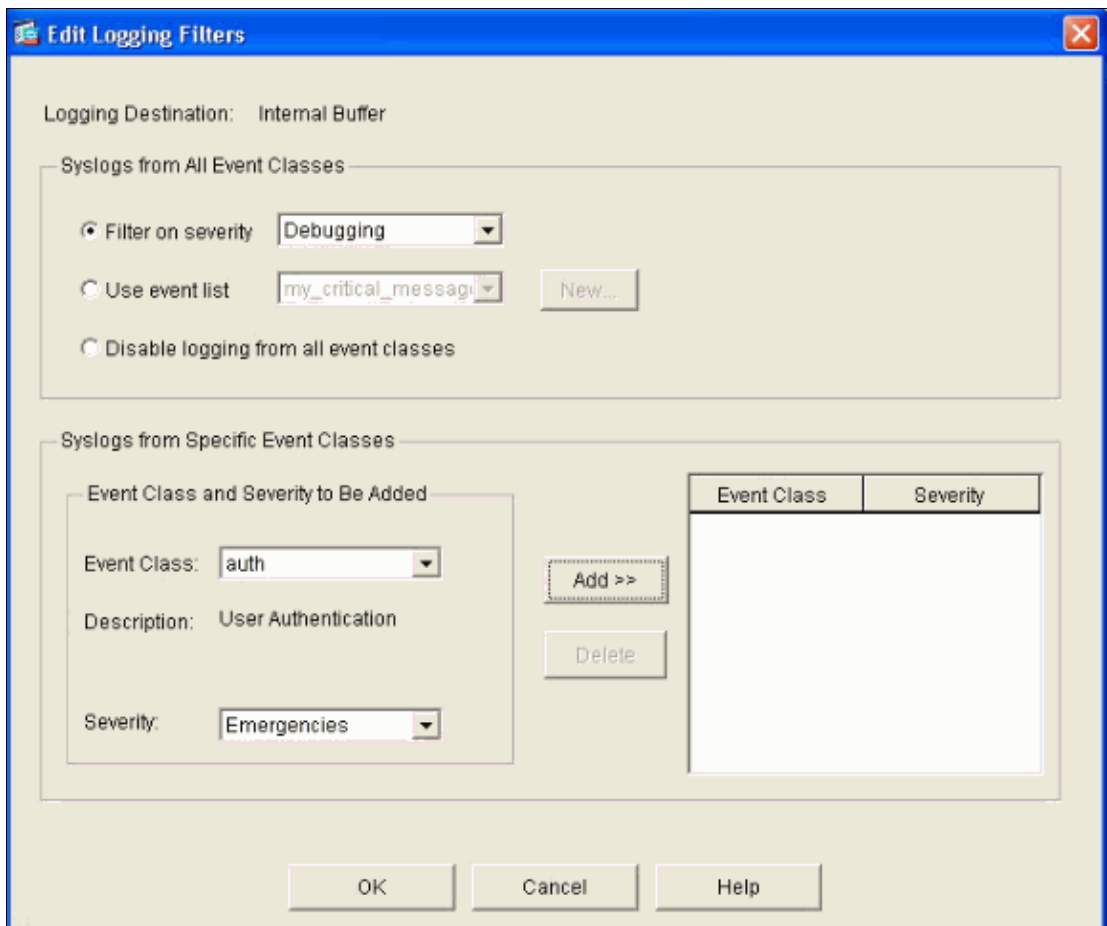 Edit Logging Filters
Logging Destination: Internal Buffer
Syslogs from All Event Classes
Filter on severity Debugging
Use event list my_critical_message New...
Disable logging from all event classes
Syslogs from Specific Event Classes
Event Class and Severity to Be Added
Event Class: auth
Description: User Authentication
Severity: Emergencies
Add >>
Delete
Event Class Severity
OK Cancel Help